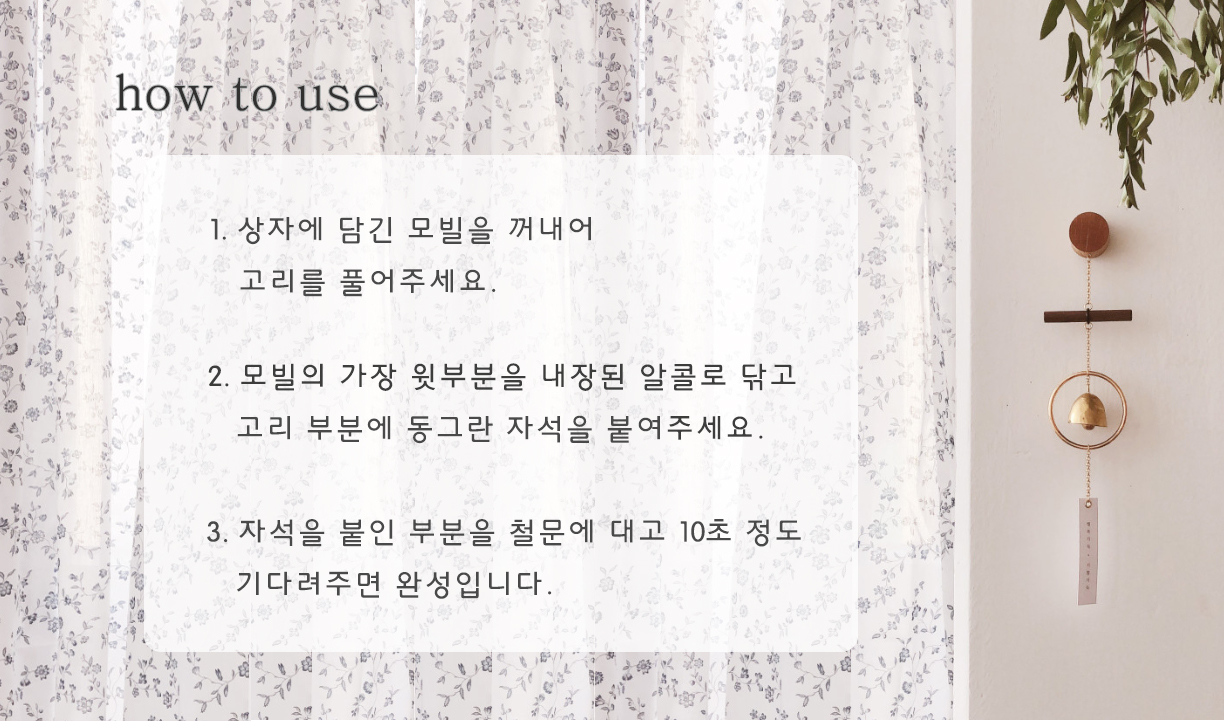 how to use
1. 상자에 담긴 모빌을 꺼내어
고리를 풀어주세요.
2. 모빌의 가장 윗부분을 내장된 알콜로 닦고
고리 부분에 동그란 자석을 붙여주세요.
3. 자석을 붙인 부분을 철문에 대고 10초 정도
기다려주면 완성입니다.